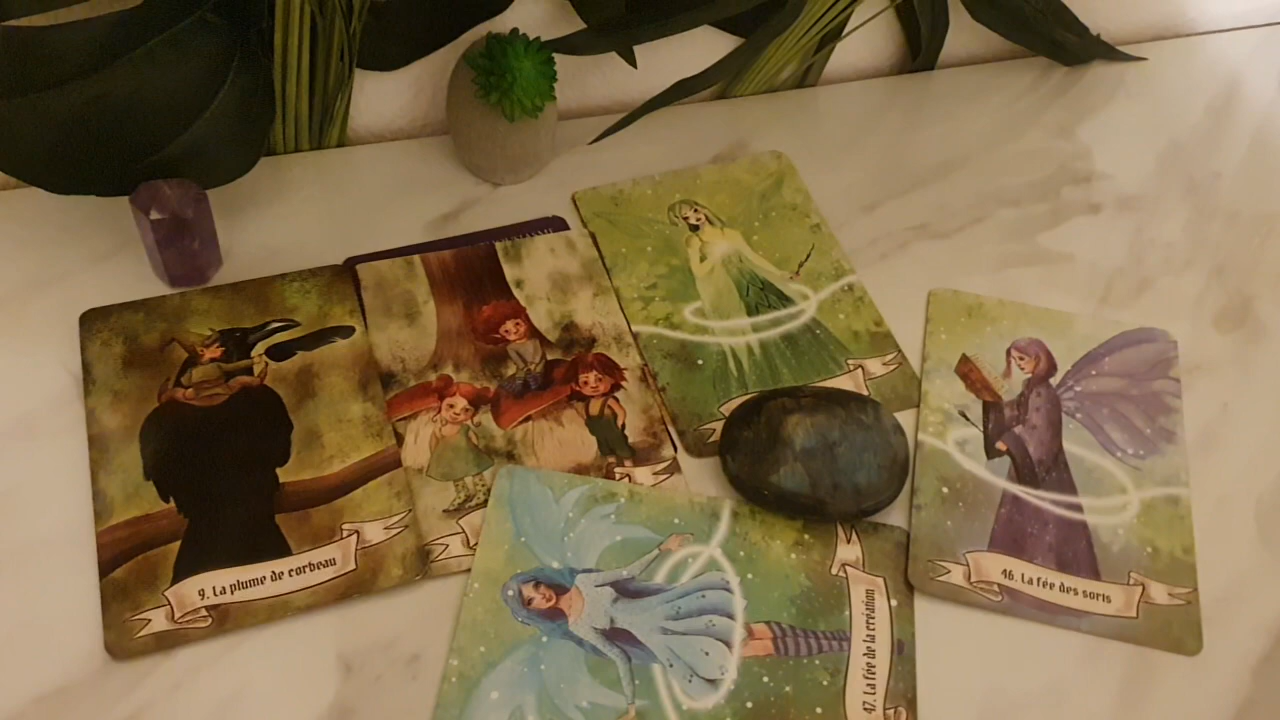 9. La plume de corbeau
46. La fée des sorts
47. La fée de la création